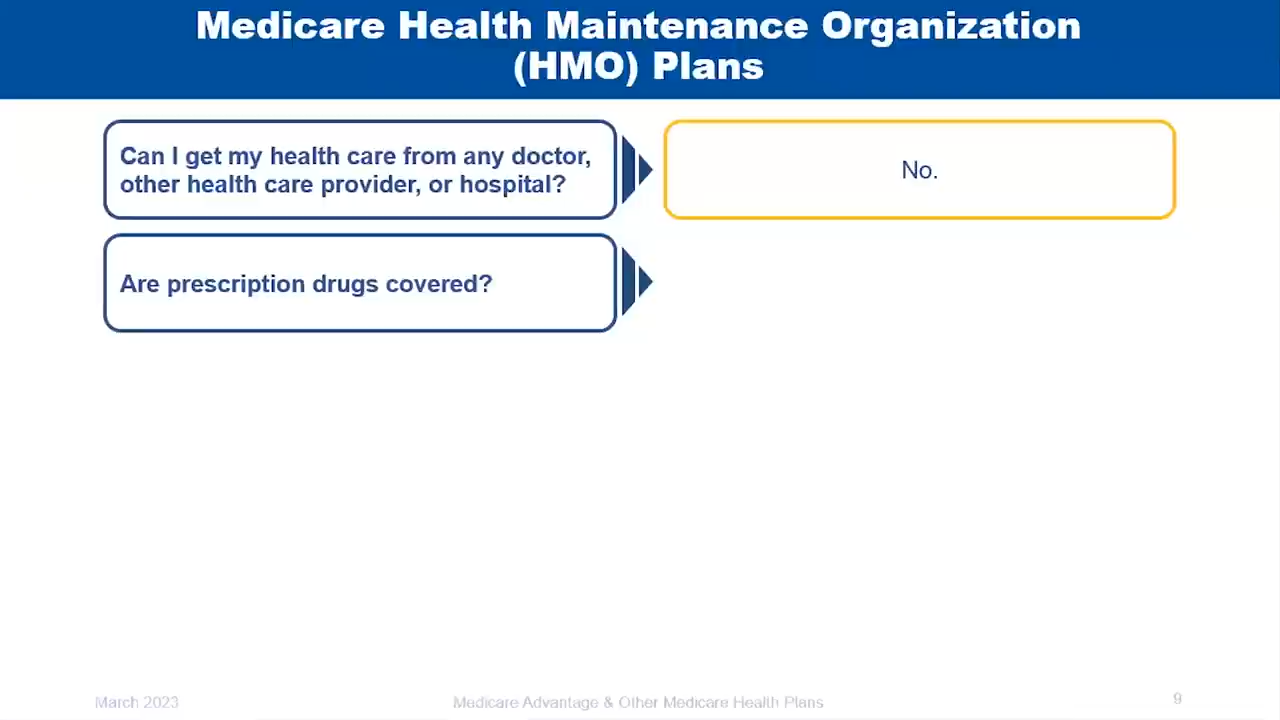 Medicare Health Maintenance Organization
(HMO) Plans
Can I get my health care from any doctor,
other health care provider, or hospital?
No.
Are prescription drugs covered?
March 2023
Medicare Advantage & Other Medicare Health Plans
9